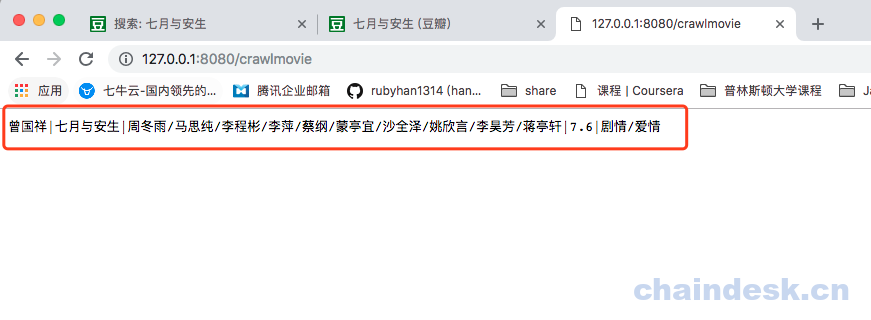 搜索: 七月与安生
七月与安生 (豆瓣)
127.0.0.1:8080/crawlmovie
127.0.0.1:8080/crawlmovie
应用
七牛云-国内领先的...
腾讯企业邮箱
rubyhan1314 (han...
share
课程 | Coursera
普林斯顿大学课程
Ja
曾国祥|七月与安生|周冬雨/马思纯/李程彬/李萍/蔡纲/蒙亭宜/沙全泽/姚欣言/李昊芳/蒋亭轩|7.6|剧情/爱情
chaindesk.cn